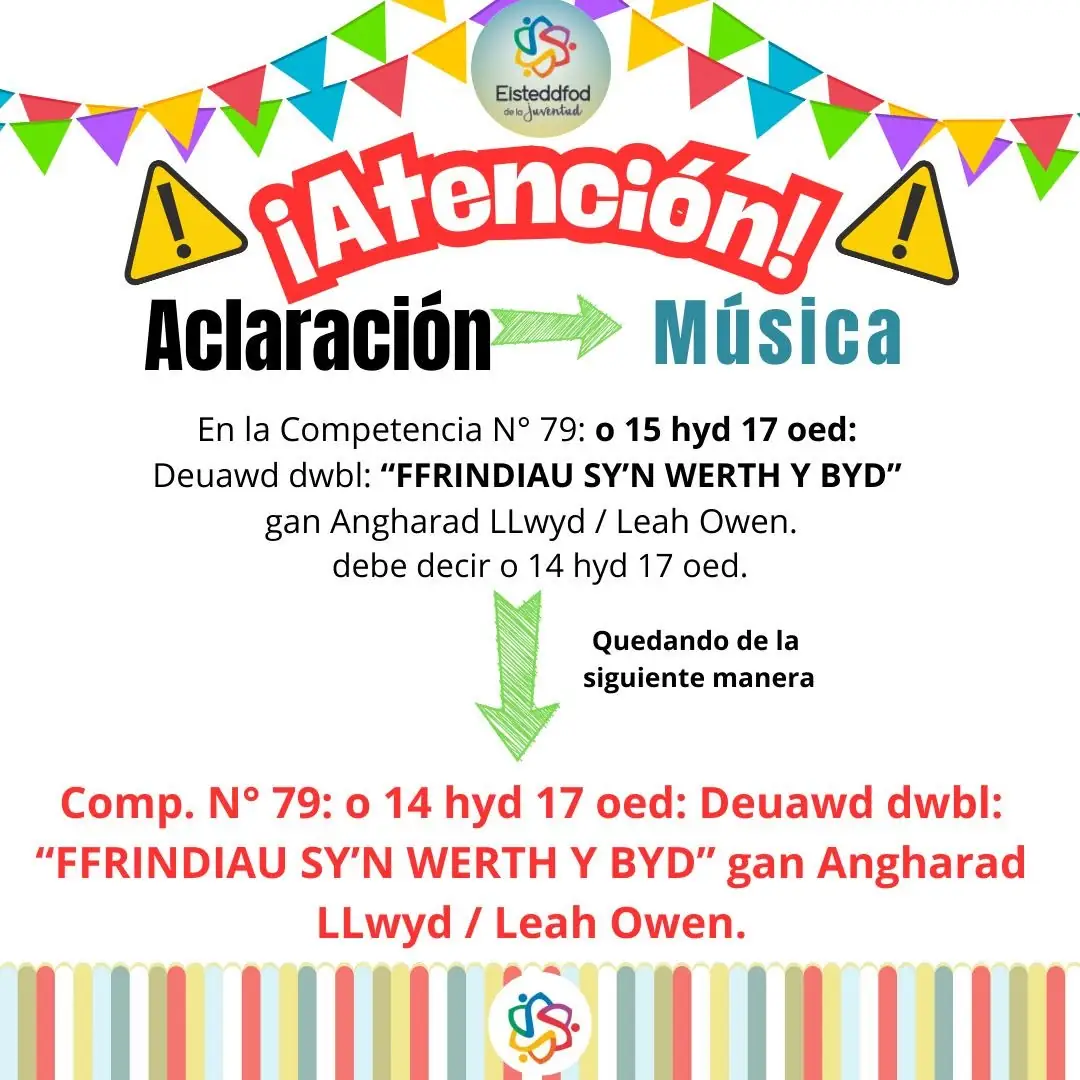 Eisteddfod
de la Juventud
¡Atención!
Aclaración
Música
En la Competencia N° 79: o 15 hyd 17 oed:
Deuawd dwbl: “FFRINDIAU SY’N WERTH Y BYD”
gan Angharad LLwyd / Leah Owen.
debe decir o 14 hyd 17 oed.
Quedando de la
siguiente manera
Comp. N° 79: o 14 hyd 17 oed: Deuawd dwbl:
“FFRINDIAU SY’N WERTH Y BYD” gan Angharad
LLwyd / Leah Owen.